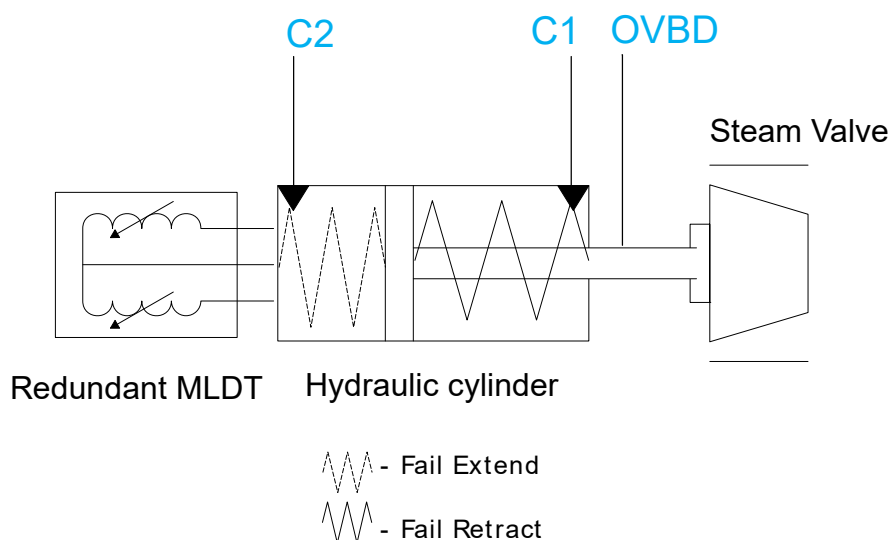 C2
C1
OVBD
Steam Valve
Redundant MLDT
Hydraulic cylinder
- Fail Extend
- Fail Retract